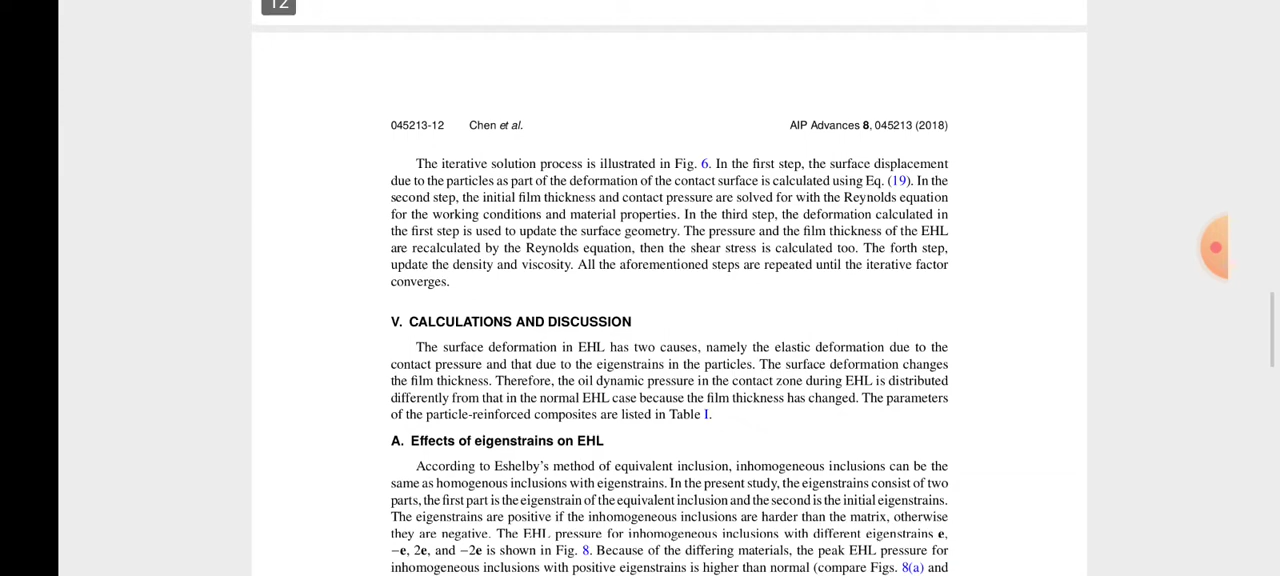 12
045213-12 Chen et al. AIP Advances 8, 045213 (2018)
The iterative solution process is illustrated in Fig. 6. In the first step, the surface displacement
due to the particles as part of the deformation of the contact surface is calculated using Eq. (19). In the
second step, the initial film thickness and contact pressure are solved for with the Reynolds equation
for the working conditions and material properties. In the third step, the deformation calculated in
the first step is used to update the surface geometry. The pressure and the film thickness of the EHL
are recalculated by the Reynolds equation, then the shear stress is calculated too. The forth step,
update the density and viscosity. All the aforementioned steps are repeated until the iterative factor
converges.
V. CALCULATIONS AND DISCUSSION
The surface deformation in EHL has two causes, namely the elastic deformation due to the
contact pressure and that due to the eigenstrains in the particles. The surface deformation changes
the film thickness. Therefore, the oil dynamic pressure in the contact zone during EHL is distributed
differently from that in the normal EHL case because the film thickness has changed. The parameters
of the particle-reinforced composites are listed in Table I.
A. Effects of eigenstrains on EHL
According to Eshelby's method of equivalent inclusion, inhomogeneous inclusions can be the
same as homogenous inclusions with eigenstrains. In the present study, the eigenstrains consist of two
parts, the first part is the eigenstrain of the equivalent inclusion and the second is the initial eigenstrains.
The eigenstrains are positive if the inhomogeneous inclusions are harder than the matrix, otherwise
they are negative. The EHL pressure for inhomogeneous inclusions with different eigenstrains e,
−e, 2e, and −2e is shown in Fig. 8. Because of the differing materials, the peak EHL pressure for
inhomogeneous inclusions with positive eigenstrains is higher than normal (compare Figs. 8(a) and